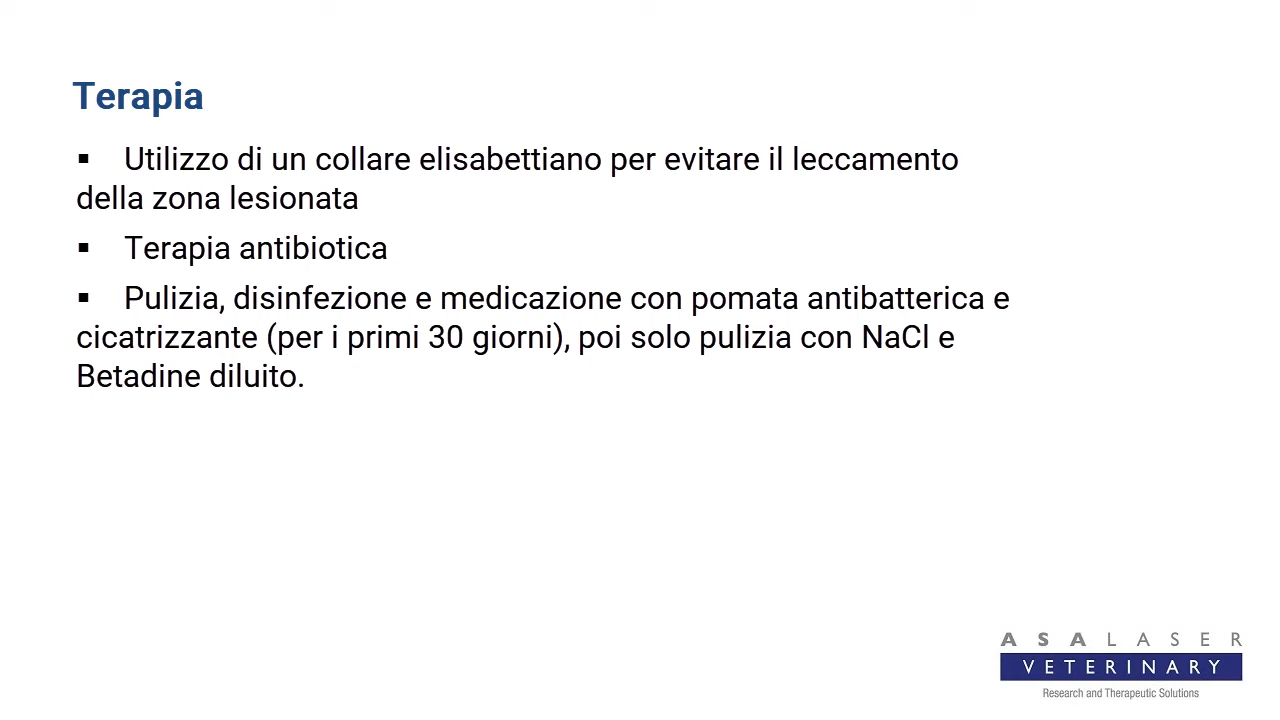 Terapia
▪ Utilizzo di un collare elisabettiano per evitare il leccamento
della zona lesionata
▪ Terapia antibiotica
▪ Pulizia, disinfezione e medicazione con pomata antibatterica e
cicatrizzante (per i primi 30 giorni), poi solo pulizia con NaCl e
Betadine diluito.
ASALASER
VETERINARY
Research and Therapeutic Solutions